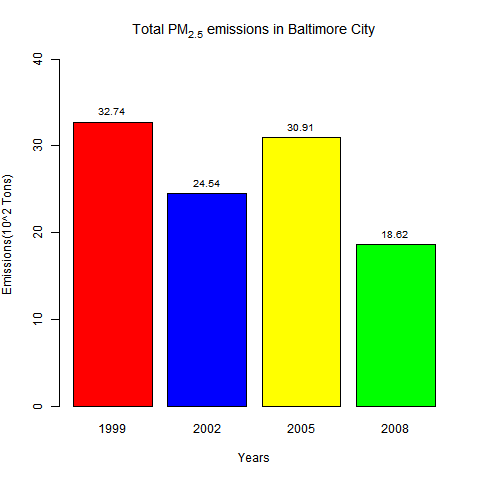 Total PM2.5 emissions in Baltimore City
Emissions(10^2 Tons)
40
30
20
10
0
32.74
24.54
30.91
18.62
1999 2002 2005 2008
Years